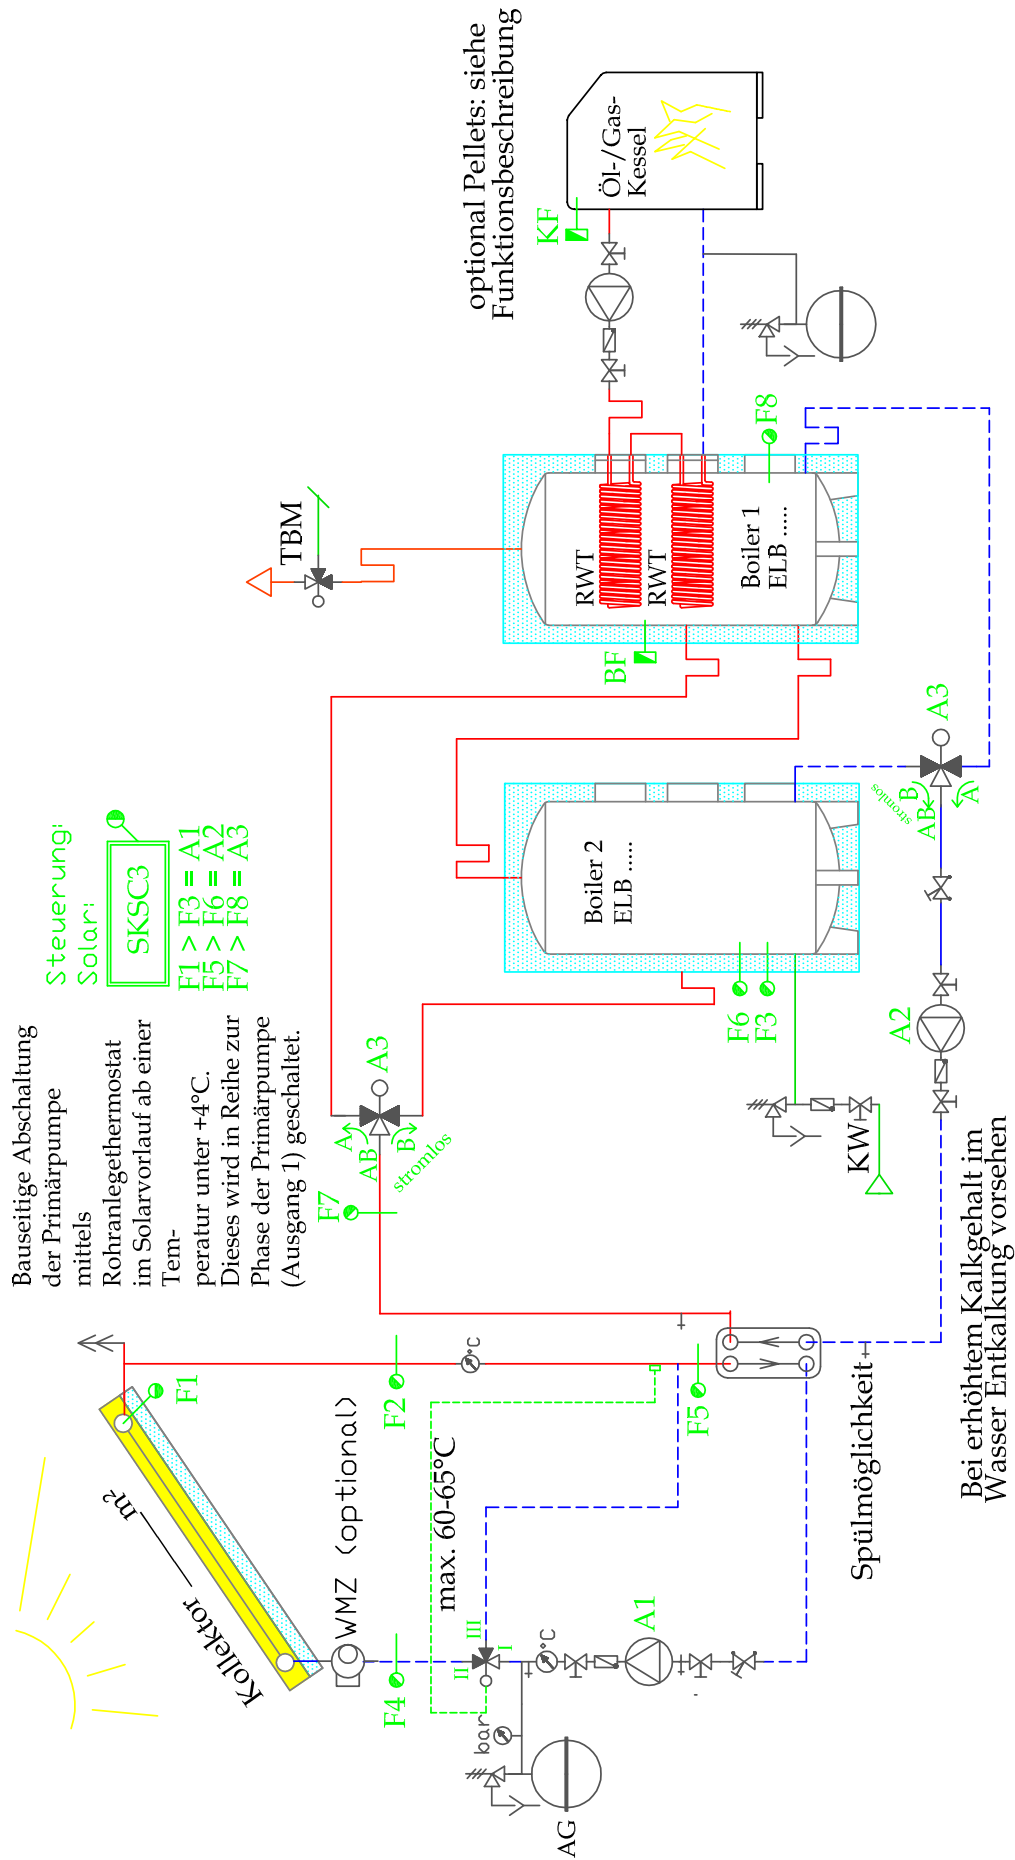 Bauseitige Abschaltung
der Primärpumpe
mittels
Rohranlegethermostat
im Solarvorlauf ab einer
Tem-
peratur unter +4°C.
Dieses wird in Reihe zur
Phase der Primärpumpe
(Ausgang 1) geschaltet.
Steuerung:
Solar:
SKSC3
F1 > F3 = A1
F5 > F6 = A2
F7 > F8 = A3
optional Pellets: siehe
Funktionsbeschreibung
Kollektor
m²
F1
WMZ (optional)
F4
F2
°C
max. 60-65°C
II
III
I
bar
AG
°C
A1
F5
F7
A
AB
B
stromlos
A3
TBM
BF
RWT
RWT
Boiler 1
ELB .....
F8
KF
Öl-/Gas-
Kessel
Boiler 2
ELB .....
F6
F3
KW
A2
stromlos
B
AB
A
A3
Spülmöglichkeit
Bei erhöhtem Kalkgehalt im
Wasser Entkalkung vorsehen